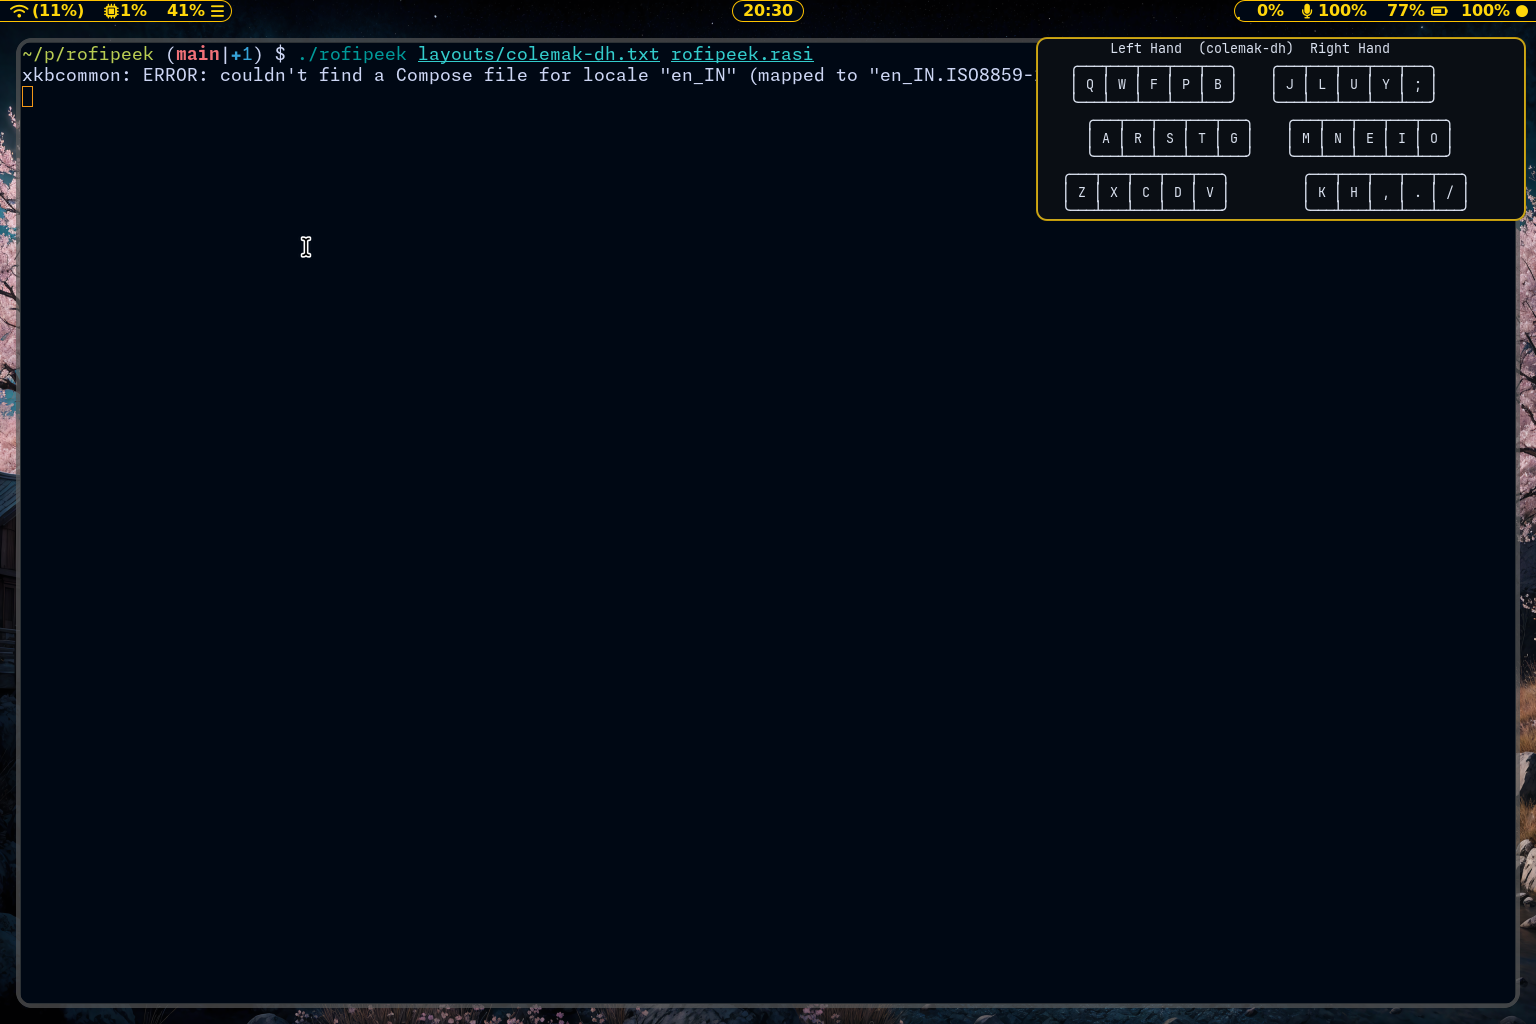 (11%) 1% 41% 20:30 0% 100% 77% 100%
~/p/rofipeek (main|+1) $ ./rofipeek layouts/colemak-dh.txt rofipeek.rasi
xkbcommon: ERROR: couldn't find a Compose file for locale "en_IN" (mapped to "en_IN.ISO8859-
Left Hand (colemak-dh) Right Hand
Q W F P B J L U Y ;
A R S T G M N E I O
Z X C D V K H , . /